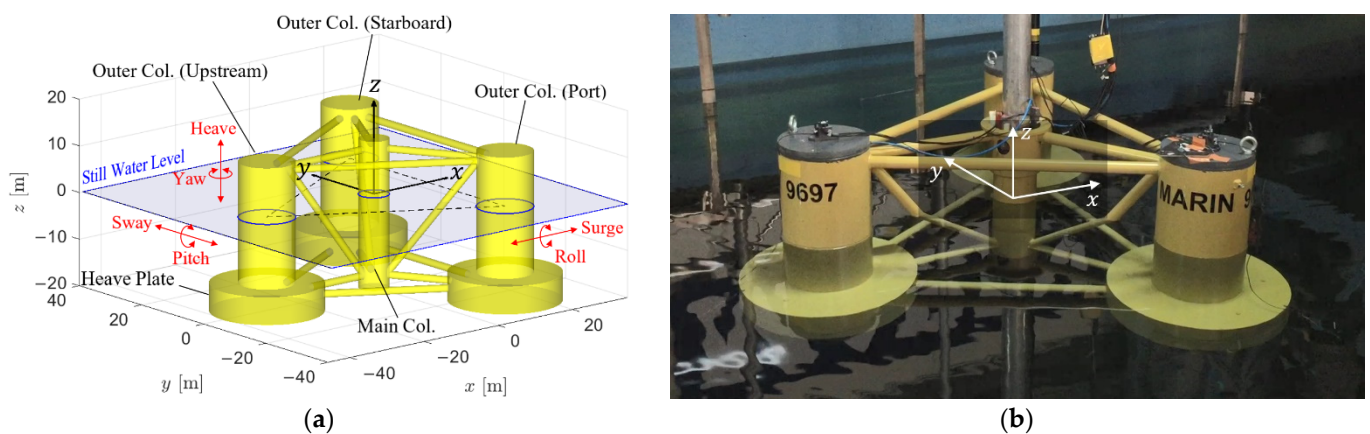 Outer Col. (Starboard)
Outer Col. (Upstream)
Outer Col. (Port)
z
Heave
Still Water Level
Yaw
y
x
Sway
Pitch
Surge
Roll
Heave Plate
Main Col.
z [m]
20
10
0
−10
−20
40
20
0
−20
−40
y [m]
−40
−20
0
20
x [m]
(a)
z
y
x
9697
MARIN 9
(b)